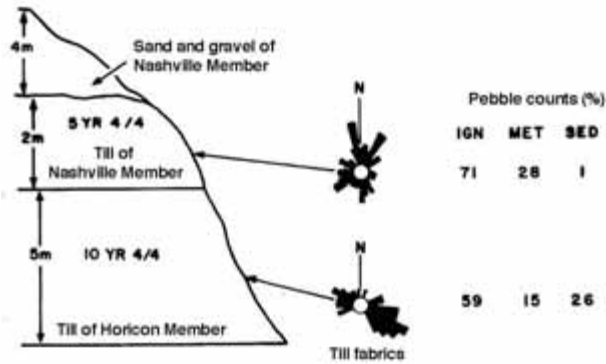 4m
Sand and gravel of
Nashville Member
N
Pebble counts (%)
IGN MET SED
2m
5 YR 4/4
Till of
Nashville Member
71 28 1
5m
10 YR 4/4
N
59 15 26
Till of Horicon Member
Till fabrics